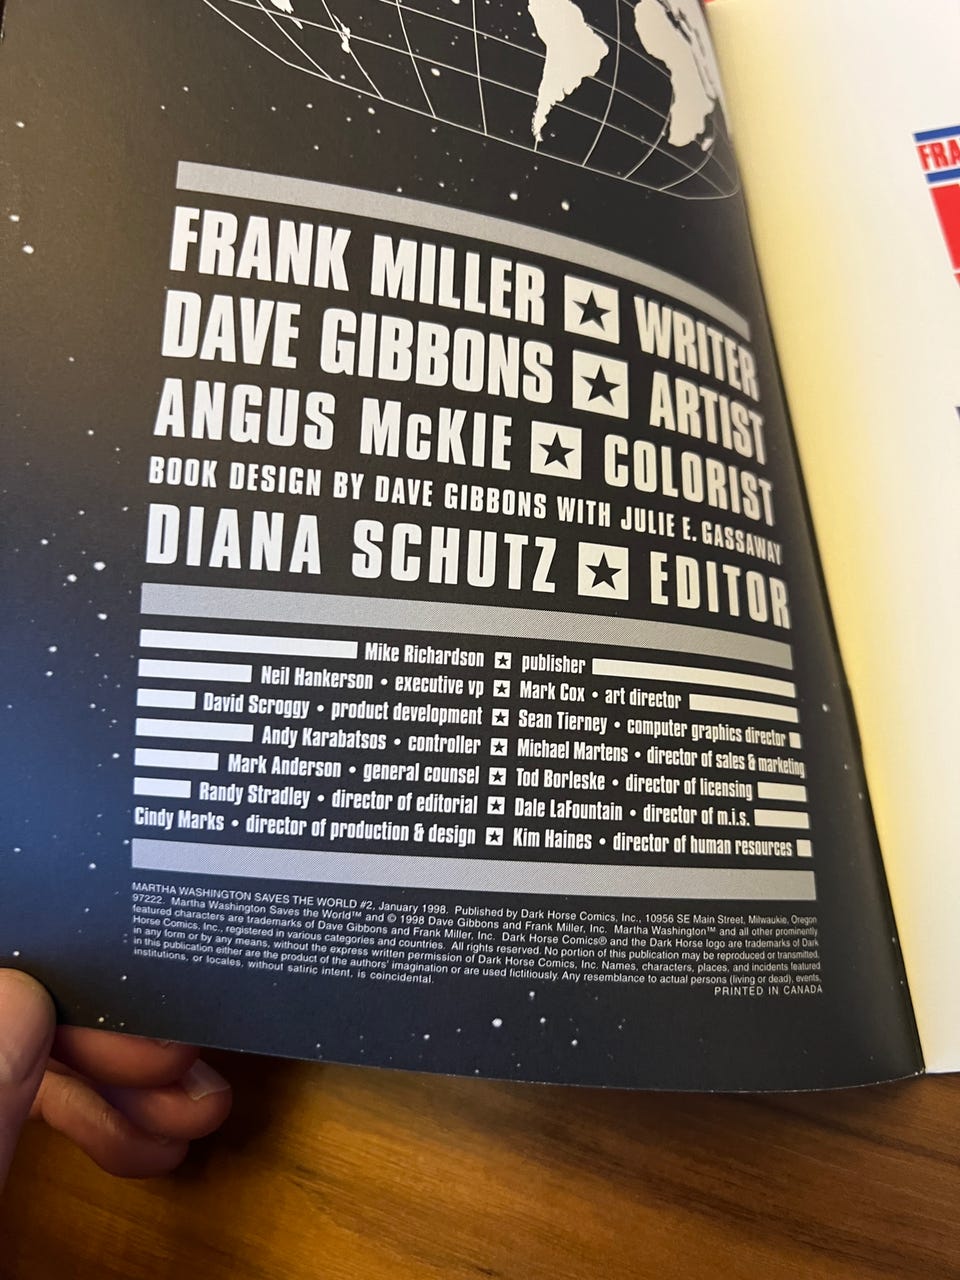 FRANK MILLER ★ WRITER
DAVE GIBBONS ★ ARTIST
ANGUS McKIE ★ COLORIST
BOOK DESIGN BY DAVE GIBBONS WITH JULIE E. GASSAWAY
DIANA SCHUTZ ★ EDITOR
Mike Richardson ★ publisher
Neil Hankerson • executive vp ★ Mark Cox • art director
David Scroggy • product development ★ Sean Tierney • computer graphics director
Andy Karabatsos • controller ★ Michael Martens • director of sales & marketing
Mark Anderson • general counsel ★ Tod Borleske • director of licensing
Randy Stradley • director of editorial ★ Dale LaFountain • director of m.i.s.
Cindy Marks • director of production & design ★ Kim Haines • director of human resources
MARTHA WASHINGTON SAVES THE WORLD #2, January 1998. Published by Dark Horse Comics, Inc., 10956 SE Main Street, Milwaukie, Oregon
97222. Martha Washington Saves the World™ and © 1998 Dave Gibbons and Frank Miller, Inc. Martha Washington™ and all other prominently
featured characters are trademarks of Dave Gibbons and Frank Miller, Inc. Dark Horse Comics® and the Dark Horse logo are trademarks of Dark
Horse Comics, Inc., registered in various categories and countries. All rights reserved. No portion of this publication may be reproduced or transmitted,
in any form or by any means, without the express written permission of Dark Horse Comics, Inc. Names, characters, places, and incidents featured
in this publication either are the product of the authors' imagination or are used fictitiously. Any resemblance to actual persons (living or dead), events,
institutions, or locales, without satiric intent, is coincidental.
PRINTED IN CANADA
FRA